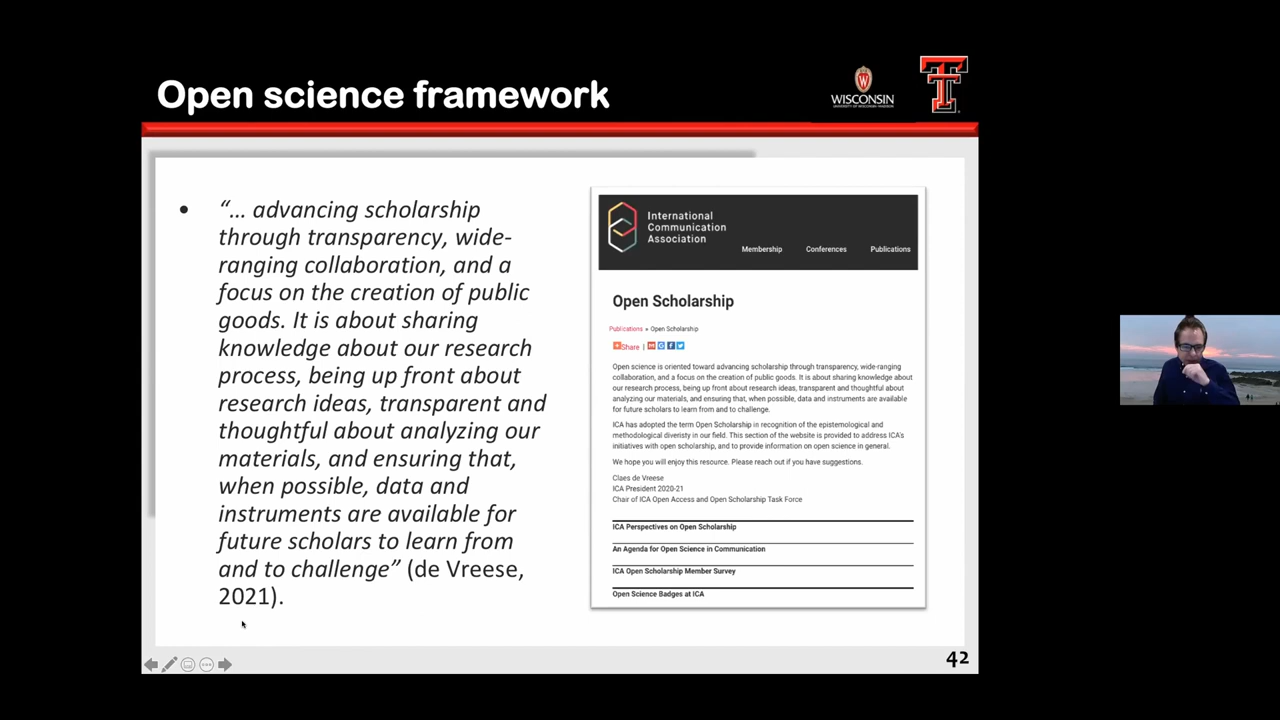 Open science framework
WISCONSIN
UNIVERSITY OF WISCONSIN-MADISON
• “… advancing scholarship
through transparency, wide-
ranging collaboration, and a
focus on the creation of public
goods. It is about sharing
knowledge about our research
process, being up front about
research ideas, transparent and
thoughtful about analyzing our
materials, and ensuring that,
when possible, data and
instruments are available for
future scholars to learn from
and to challenge” (de Vreese,
2021).
International
Communication
Association
Membership Conferences Publications
Open Scholarship
Publications » Open Scholarship
Share |
Open science is oriented toward advancing scholarship through transparency, wide-ranging
collaboration, and a focus on the creation of public goods. It is about sharing knowledge about
our research process, being up front about research ideas, transparent and thoughtful about
analyzing our materials, and ensuring that, when possible, data and instruments are available
for future scholars to learn from and to challenge.
ICA has adopted the term Open Scholarship in recognition of the epistemological and
methodological diveristy in our field. This section of the website is provided to address ICA's
initiatives with open scholarship, and to provide information on open science in general.
We hope you will enjoy this resource. Please reach out if you have suggestions.
Claes de Vreese
ICA President 2020-21
Chair of ICA Open Access and Open Scholarship Task Force
ICA Perspectives on Open Scholarship
An Agenda for Open Science in Communication
ICA Open Scholarship Member Survey
Open Science Badges at ICA
42